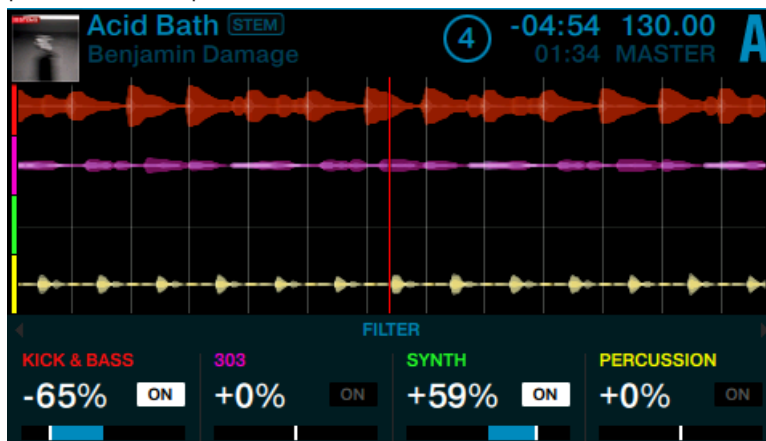 Acid Bath STEM
Benjamin Damage
4
-04:54 130.00
01:34 MASTER
A
FILTER
KICK & BASS
-65% ON
303
+0% ON
SYNTH
+59% ON
PERCUSSION
+0% ON